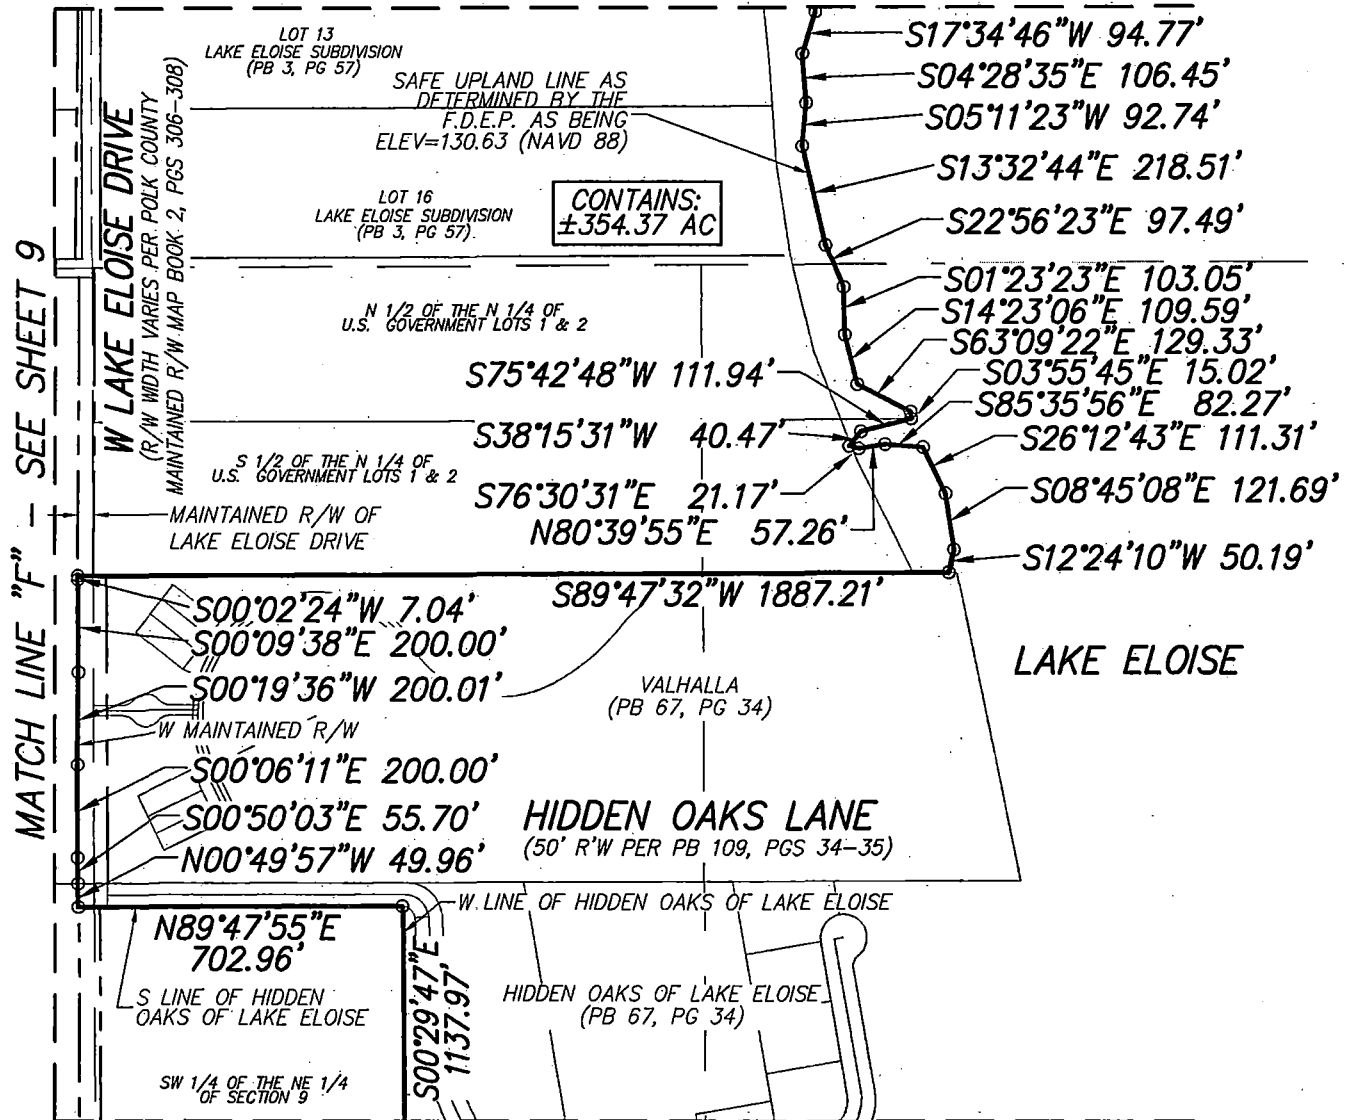 LOT 13
LAKE ELOISE SUBDIVISION
(PB 3, PG 57)
SAFE UPLAND LINE AS
DETERMINED BY THE
F.D.E.P. AS BEING
ELEV=130.63 (NAVD 88)
LOT 16
LAKE ELOISE SUBDIVISION
(PB 3, PG 57)
CONTAINS:
±354.37 AC
MATCH LINE "F" - SEE SHEET 9
W LAKE ELOISE DRIVE
(R/W WIDTH VARIES PER POLK COUNTY
MAINTAINED R/W MAP BOOK 2, PGS 306-308)
S17°34'46"W 94.77'
S04°28'35"E 106.45'
S05°11'23"W 92.74'
S13°32'44"E 218.51'
S22°56'23"E 97.49'
S01°23'23"E 103.05'
S14°23'06"E 109.59'
S63°09'22"E 129.33'
S03°55'45"E 15.02'
S85°35'56"E 82.27'
S26°12'43"E 111.31'
S08°45'08"E 121.69'
S12°24'10"W 50.19'
N 1/2 OF THE N 1/4 OF
U.S. GOVERNMENT LOTS 1 & 2
S75°42'48"W 111.94'
S38°15'31"W 40.47'
S76°30'31"E 21.17'
N80°39'55"E 57.26'
S 1/2 OF THE N 1/4 OF
U.S. GOVERNMENT LOTS 1 & 2
MAINTAINED R/W OF
LAKE ELOISE DRIVE
S89°47'32"W 1887.21'
S00°02'24"W 7.04'
S00°09'38"E 200.00'
S00°19'36"W 200.01'
W MAINTAINED R/W
S00°06'11"E 200.00'
S00°50'03"E 55.70'
N00°49'57"W 49.96'
LAKE ELOISE
VALHALLA
(PB 67, PG 34)
HIDDEN OAKS LANE
(50' R'W PER PB 109, PGS 34-35)
W. LINE OF HIDDEN OAKS OF LAKE ELOISE
N89°47'55"E
702.96'
S LINE OF HIDDEN
OAKS OF LAKE ELOISE
S00°29'47"E
1137.97'
HIDDEN OAKS OF LAKE ELOISE
(PB 67, PG 34)
SW 1/4 OF THE NE 1/4
OF SECTION 9